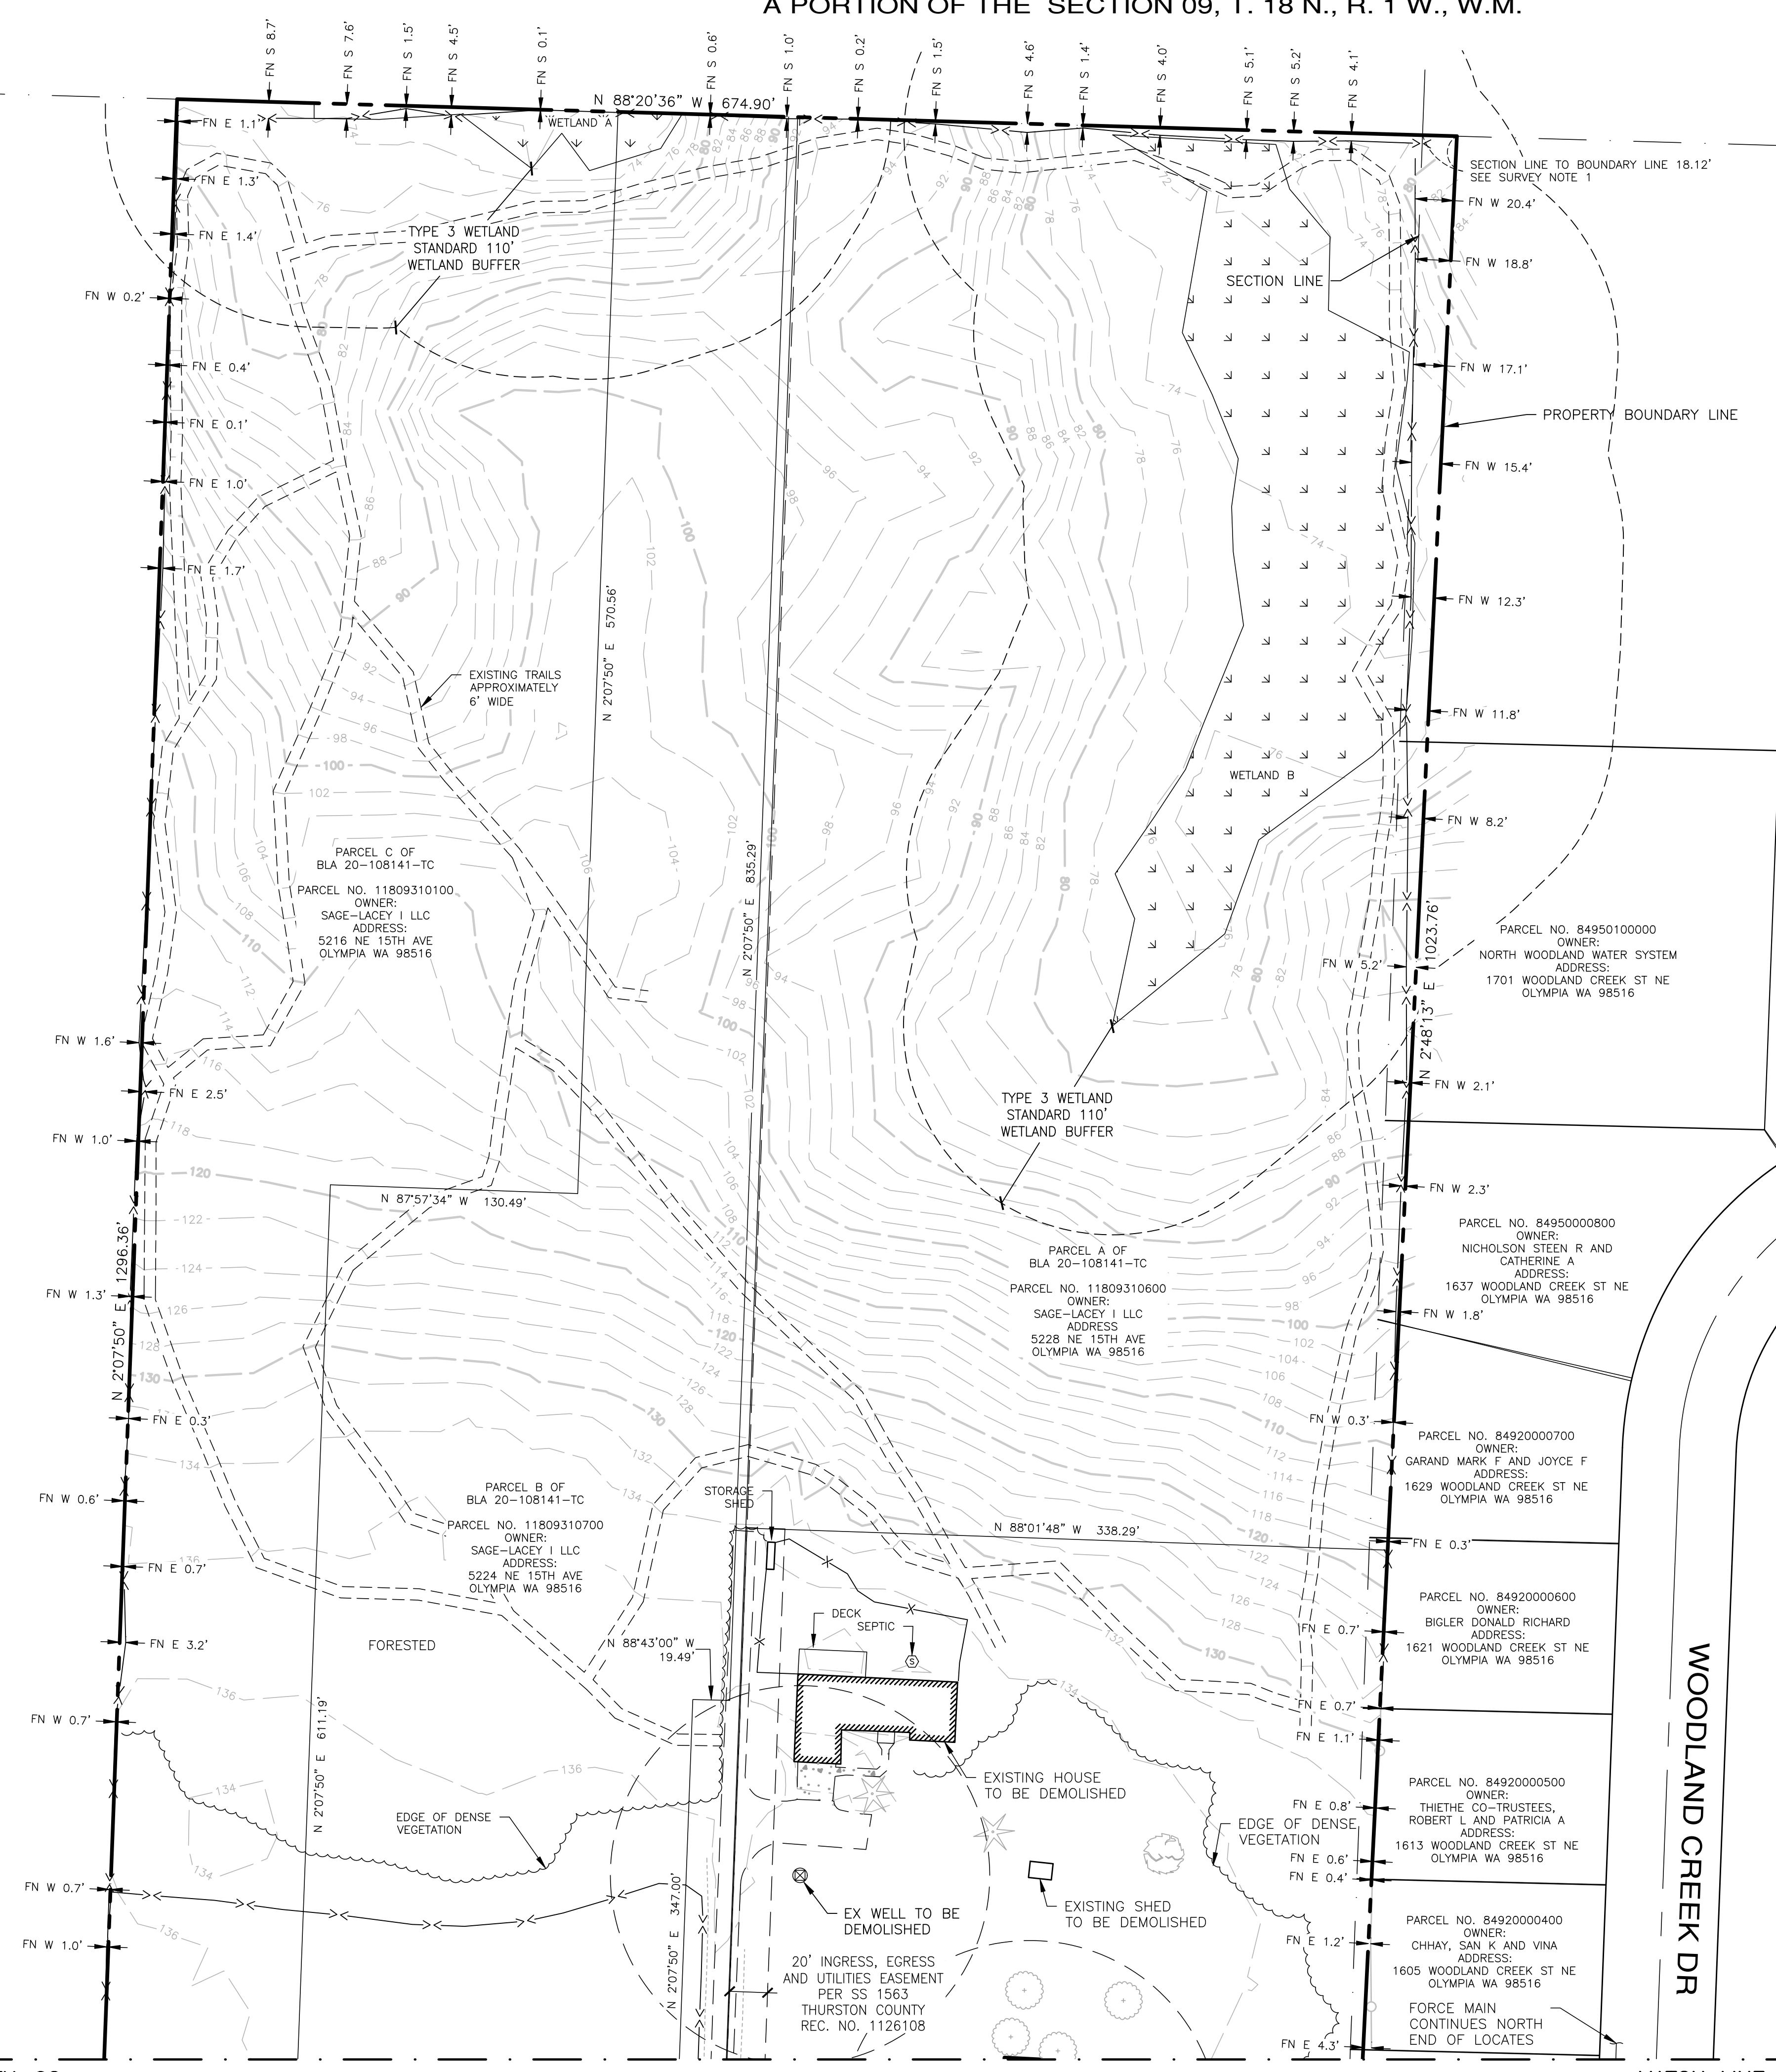 A PORTION OF THE SECTION 09, T. 18 N., R. 1 W., W.M.
FN S 8.7'
FN S 7.6'
FN S 1.5'
FN S 4.5'
FN S 0.1'
FN S 0.6'
FN S 1.0'
FN S 0.2'
FN S 1.5'
FN S 4.6'
FN S 1.4'
FN S 4.0'
FN S 5.1'
FN S 5.2'
FN S 4.1'
N 88°20'36" W 674.90'
WETLAND A
FN E 1.1'
FN E 1.3'
FN E 1.4'
FN W 0.2'
FN E 0.4'
FN E 0.1'
FN E 1.0'
FN E 1.7'
TYPE 3 WETLAND
STANDARD 110'
WETLAND BUFFER
SECTION LINE TO BOUNDARY LINE 18.12'
SEE SURVEY NOTE 1
FN W 20.4'
FN W 18.8'
SECTION LINE
FN W 17.1'
PROPERTY BOUNDARY LINE
FN W 15.4'
FN W 12.3'
FN W 11.8'
FN W 8.2'
N 2°07'50" E 570.56'
EXISTING TRAILS
APPROXIMATELY
6' WIDE
WETLAND B
N 2°07'50" E 835.29'
PARCEL C OF
BLA 20-108141-TC
PARCEL NO. 11809310100
OWNER:
SAGE-LACEY I LLC
ADDRESS:
5216 NE 15TH AVE
OLYMPIA WA 98516
PARCEL NO. 84950100000
OWNER:
NORTH WOODLAND WATER SYSTEM
ADDRESS:
1701 WOODLAND CREEK ST NE
OLYMPIA WA 98516
FN W 5.2'
N 2°48'13" E 1023.76'
FN W 2.1'
FN W 1.6'
FN E 2.5'
FN W 1.0'
TYPE 3 WETLAND
STANDARD 110'
WETLAND BUFFER
FN W 2.3'
N 87°57'34" W 130.49'
N 2°07'50" E 1296.36'
FN W 1.3'
PARCEL A OF
BLA 20-108141-TC
PARCEL NO. 11809310600
OWNER:
SAGE-LACEY I LLC
ADDRESS
5228 NE 15TH AVE
OLYMPIA WA 98516
PARCEL NO. 84950000800
OWNER:
NICHOLSON STEEN R AND
CATHERINE A
ADDRESS:
1637 WOODLAND CREEK ST NE
OLYMPIA WA 98516
FN W 1.8'
FN W 0.3'
FN E 0.3'
FN W 0.6'
FN E 0.7'
PARCEL NO. 84920000700
OWNER:
GARAND MARK F AND JOYCE F
ADDRESS:
1629 WOODLAND CREEK ST NE
OLYMPIA WA 98516
PARCEL B OF
BLA 20-108141-TC
PARCEL NO. 11809310700
OWNER:
SAGE-LACEY I LLC
ADDRESS:
5224 NE 15TH AVE
OLYMPIA WA 98516
STORAGE
SHED
N 88°01'48" W 338.29'
FN E 0.3'
PARCEL NO. 84920000600
OWNER:
BIGLER DONALD RICHARD
ADDRESS:
1621 WOODLAND CREEK ST NE
OLYMPIA WA 98516
FN E 0.7'
DECK
SEPTIC
S
FN E 3.2'
FORESTED
N 88°43'00" W
19.49'
N 2°07'50" E 611.19'
FN W 0.7'
FN E 0.7'
FN E 1.1'
WOODLAND CREEK DR
EXISTING HOUSE
TO BE DEMOLISHED
EDGE OF DENSE
VEGETATION
EDGE OF DENSE
VEGETATION
PARCEL NO. 84920000500
OWNER:
THIETHE CO-TRUSTEES,
ROBERT L AND PATRICIA A
ADDRESS:
1613 WOODLAND CREEK ST NE
OLYMPIA WA 98516
FN E 0.8'
FN E 0.6'
FN E 0.4'
FN W 0.7'
FN W 1.0'
EX WELL TO BE
DEMOLISHED
EXISTING SHED
TO BE DEMOLISHED
N 2°07'50" E 347.00'
20' INGRESS, EGRESS
AND UTILITIES EASEMENT
PER SS 1563
THURSTON COUNTY
REC. NO. 1126108
FN E 1.2'
PARCEL NO. 84920000400
OWNER:
CHHAY, SAN K AND VINA
ADDRESS:
1605 WOODLAND CREEK ST NE
OLYMPIA WA 98516
FORCE MAIN
CONTINUES NORTH
END OF LOCATES
FN E 4.3'